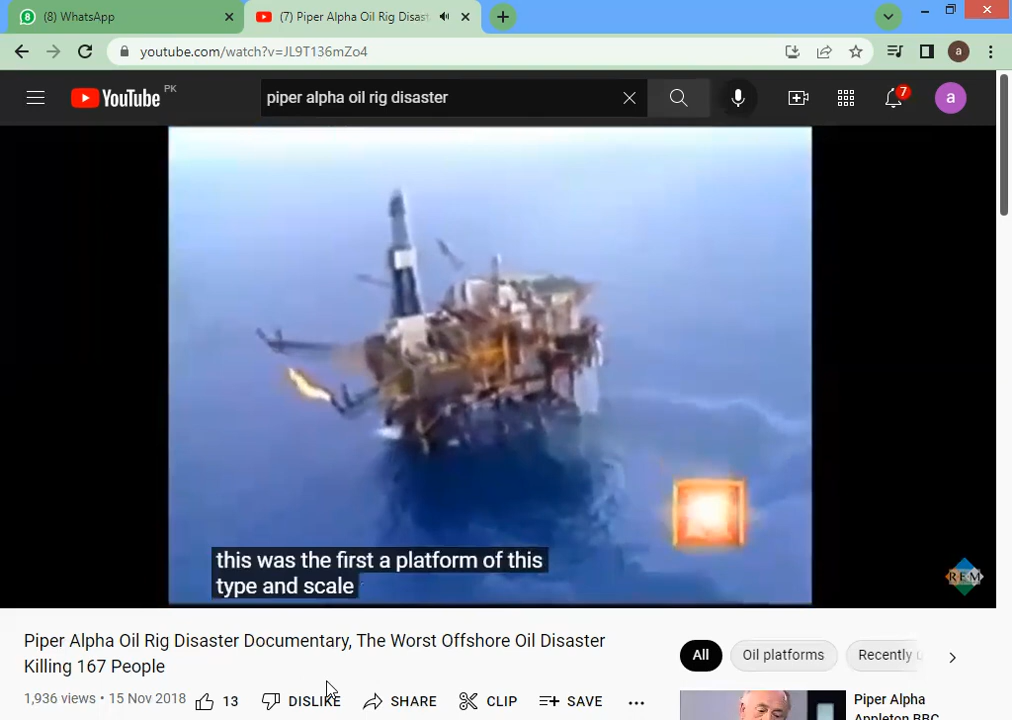 (8) WhatsApp
(7) Piper Alpha Oil Rig Disast
youtube.com/watch?v=JL9T136mZo4
a
YouTube PK
piper alpha oil rig disaster
7
a
this was the first a platform of this
type and scale
REM
Piper Alpha Oil Rig Disaster Documentary, The Worst Offshore Oil Disaster
Killing 167 People
1,936 views • 15 Nov 2018
13
DISLIKE
SHARE
CLIP
SAVE
All
Oil platforms
Recently u
Piper Alpha
Appleton BBC